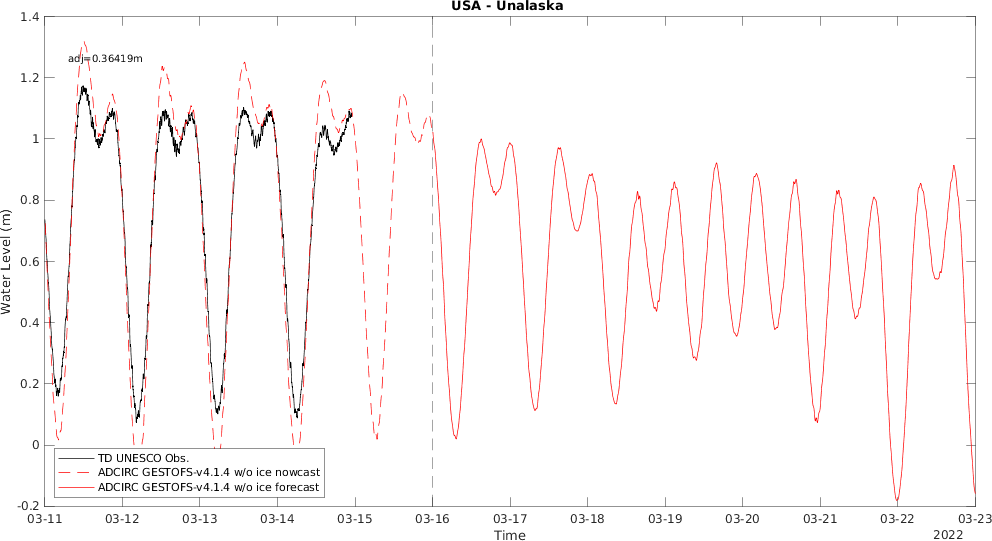 USA - Unalaska
1.4
1.2
1
0.8
0.6
0.4
0.2
0
-0.2
Water Level (m)
adj=0.36419m
TD UNESCO Obs.
ADCIRC GESTOFS-v4.1.4 w/o ice nowcast
ADCIRC GESTOFS-v4.1.4 w/o ice forecast
03-11 03-12 03-13 03-14 03-15 03-16 03-17 03-18 03-19 03-20 03-21 03-22 03-23
Time
2022